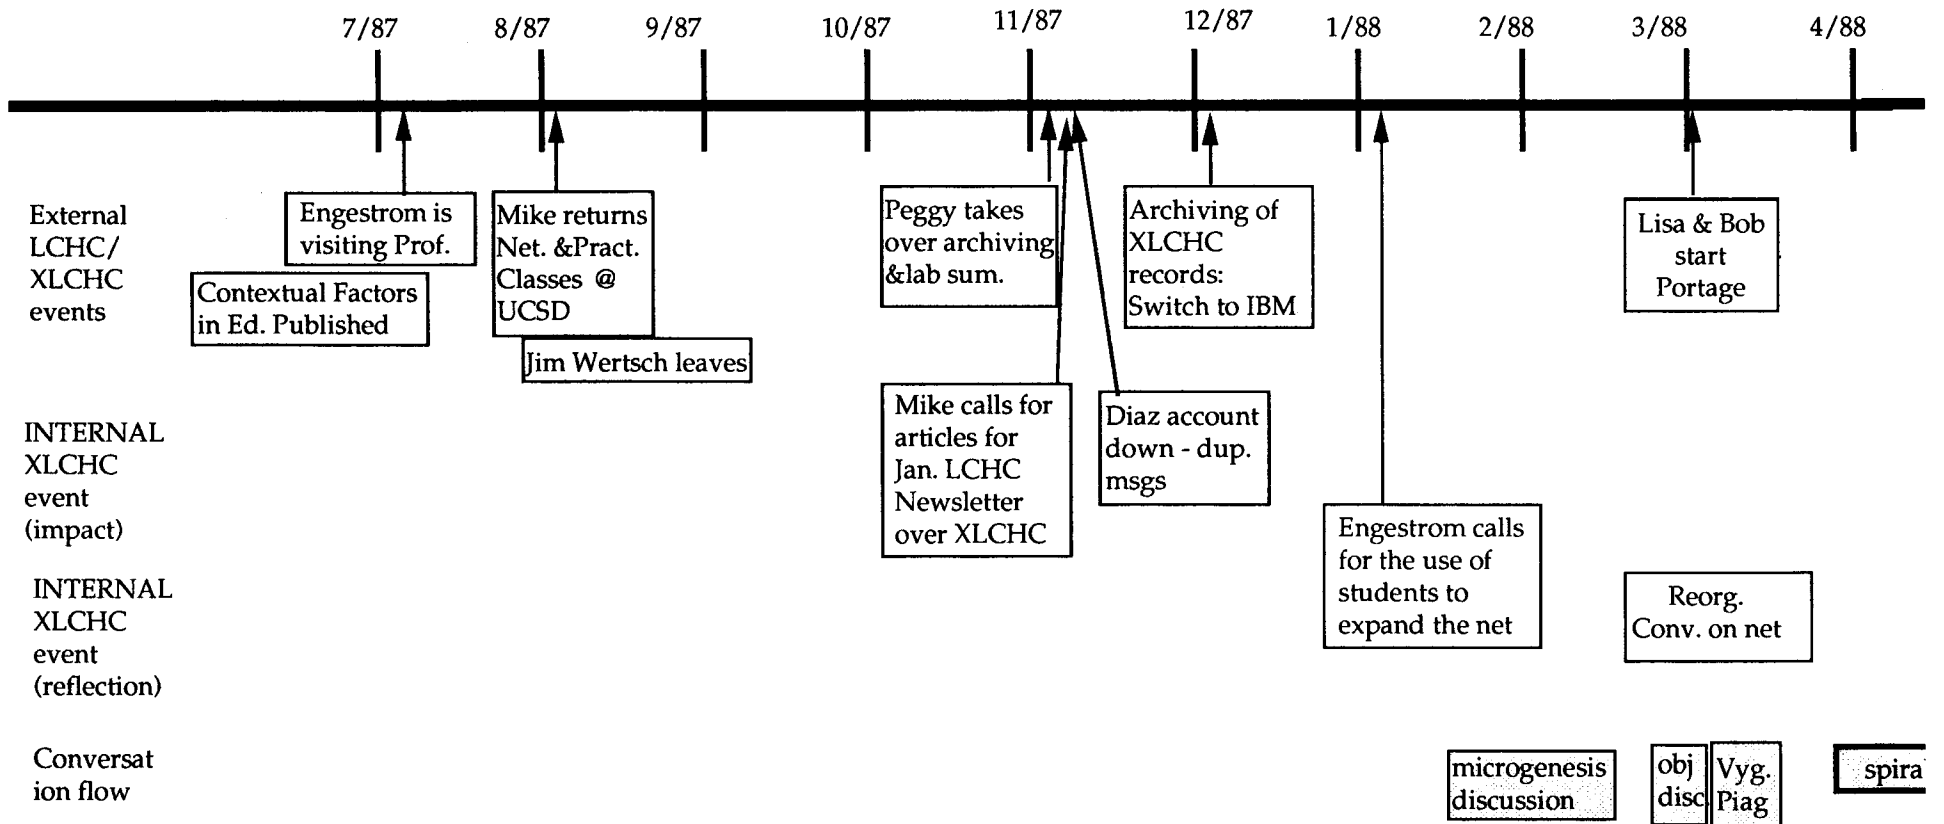 7/87
8/87
9/87
10/87
11/87
12/87
1/88
2/88
3/88
4/88
External
LCHC/
XLCHC
events
Engestrom is
visiting Prof.
Contextual Factors
in Ed. Published
Mike returns
Net. &Pract.
Classes @
UCSD
Jim Wertsch leaves
Peggy takes
over archiving
&lab sum.
Archiving of
XLCHC
records:
Switch to IBM
Lisa & Bob
start
Portage
INTERNAL
XLCHC
event
(impact)
Mike calls for
articles for
Jan. LCHC
Newsletter
over XLCHC
Diaz account
down - dup.
msgs
Engestrom calls
for the use of
students to
expand the net
INTERNAL
XLCHC
event
(reflection)
Reorg.
Conv. on net
Conversat
ion flow
microgenesis
discussion
obj
disc
Vyg.
Piag
spira